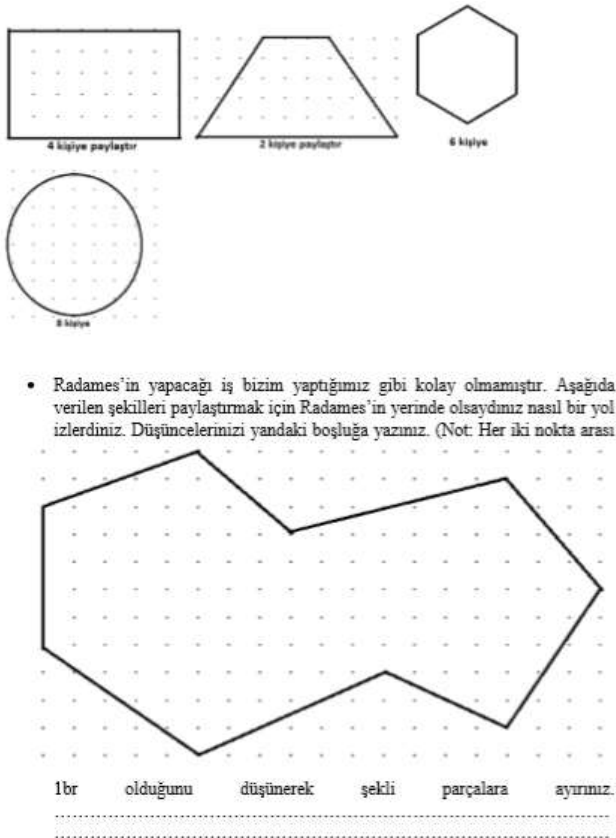 4 kişiye paylaştır
2 kişiye paylaştır
6 kişiye
8 kişiye
• Radames'in yapacağı iş bizim yaptığımız gibi kolay olmamıştır. Aşağıda
verilen şekilleri paylaştırmak için Radames'in yerinde olsaydınız nasıl bir yol
izlerdiniz. Düşüncelerinizi yandaki boşluğa yazınız. (Not: Her iki nokta arası
1br olduğunu düşünerek şekli parçalara ayırınız.